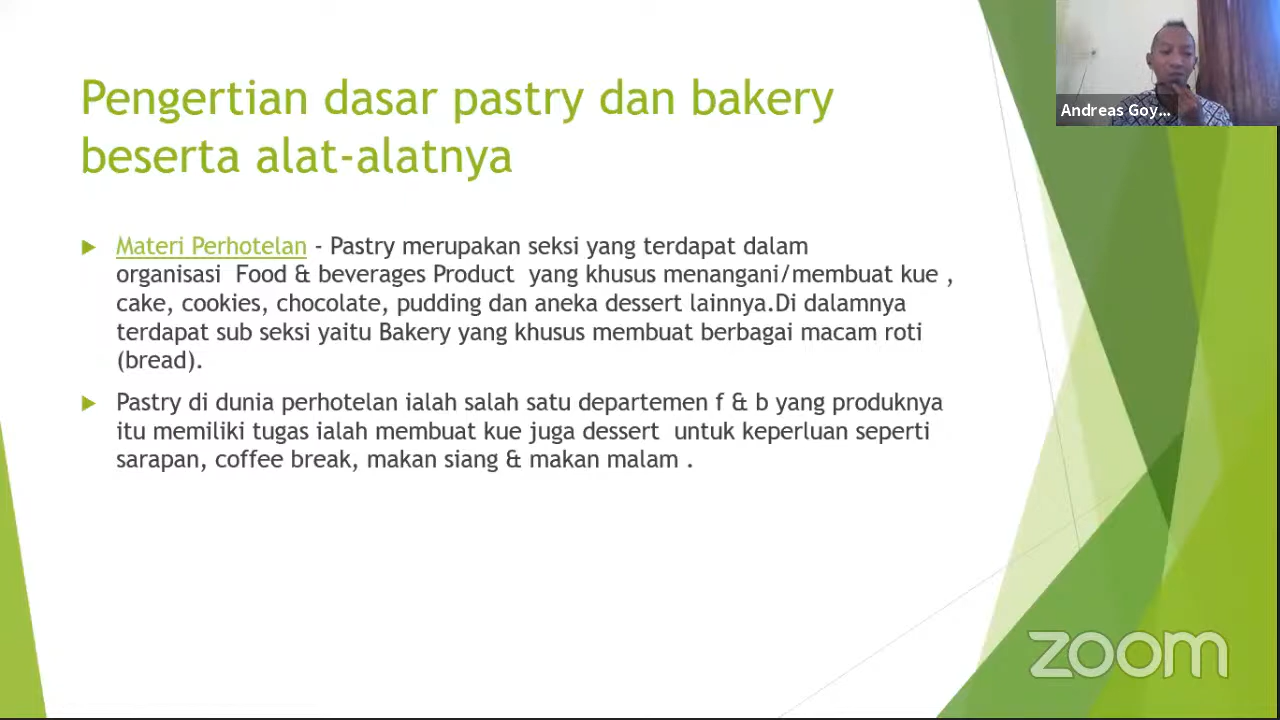 Pengertian dasar pastry dan bakery
beserta alat-alatnya
Materi Perhotelan - Pastry merupakan seksi yang terdapat dalam
organisasi  Food & beverages Product  yang khusus menangani/membuat kue ,
cake, cookies, chocolate, pudding dan aneka dessert lainnya.Di dalamnya
terdapat sub seksi yaitu Bakery yang khusus membuat berbagai macam roti
(bread).
Pastry di dunia perhotelan ialah salah satu departemen f & b yang produknya
itu memiliki tugas ialah membuat kue juga dessert  untuk keperluan seperti
sarapan, coffee break, makan siang & makan malam .
Andreas Goy...
zoom